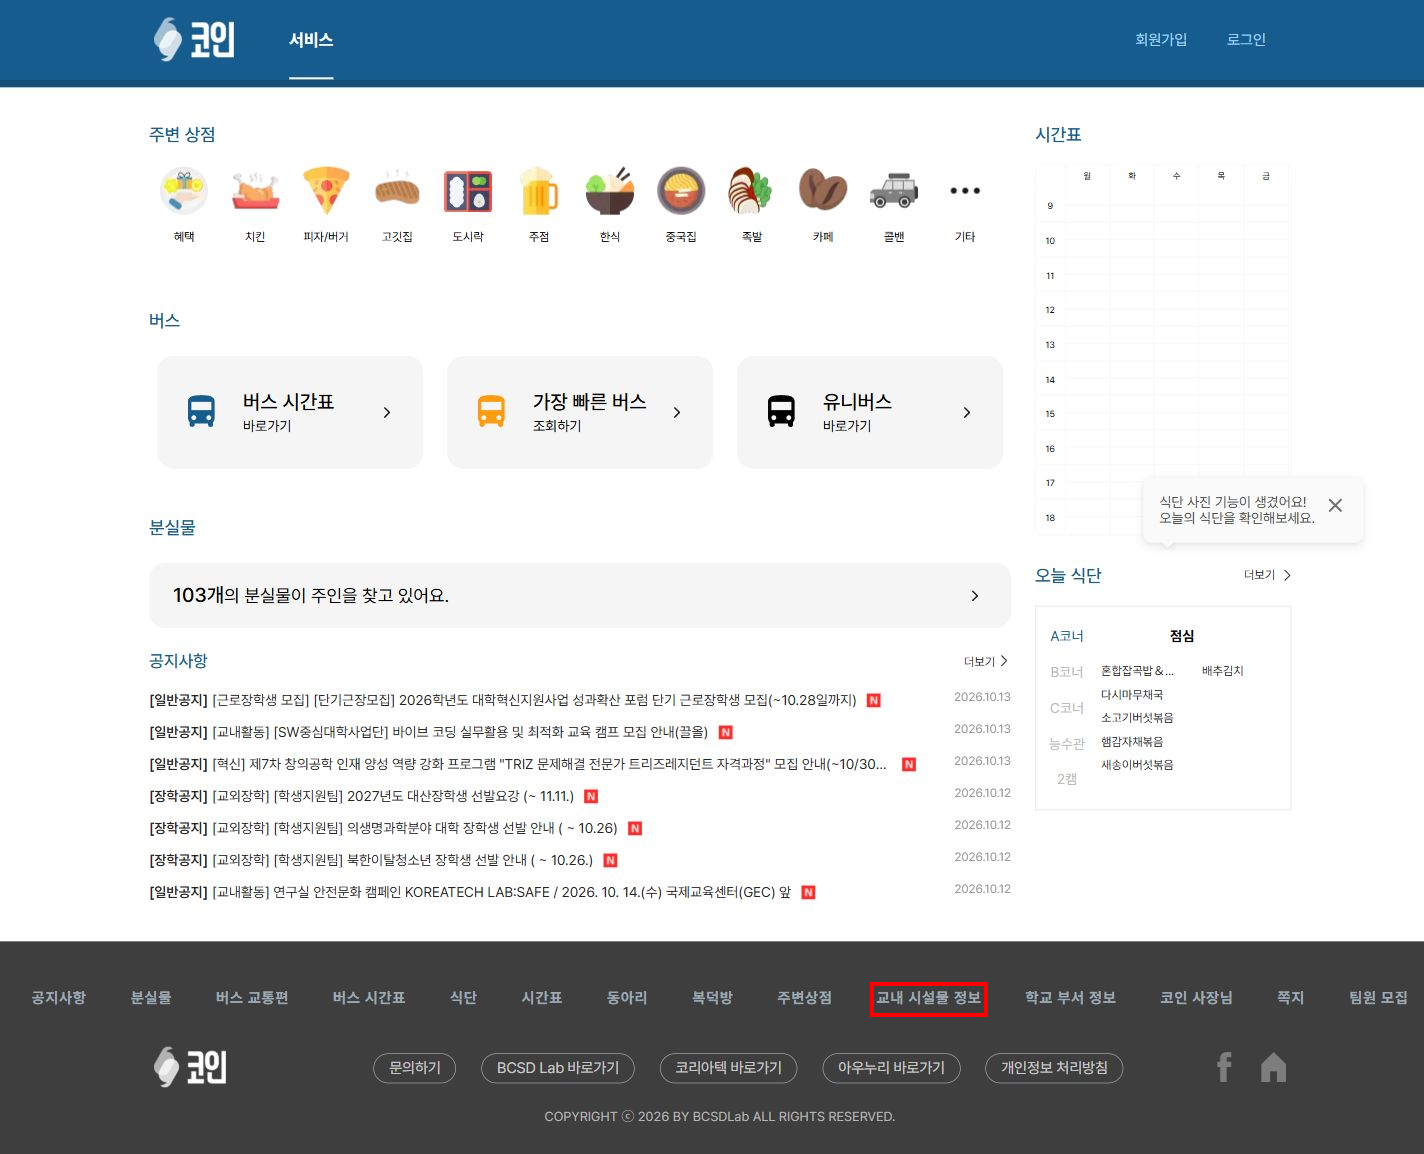 코인
서비스
회원가입
로그인
주변 상점
혜택
치킨
피자/버거
고깃집
도시락
주점
한식
중국집
족발
카페
콜밴
기타
버스
버스 시간표
바로가기
가장 빠른 버스
조회하기
유니버스
바로가기
분실물
103개의 분실물이 주인을 찾고 있어요.
공지사항
더보기
[일반공지] [근로장학생 모집] [단기근장모집] 2026학년도 대학혁신지원사업 성과확산 포럼 단기 근로장학생 모집(~10.28일까지) N
2026.10.13
[일반공지] [교내활동] [SW중심대학사업단] 바이브 코딩 실무활용 및 최적화 교육 캠프 모집 안내(끌올) N
2026.10.13
[일반공지] [혁신] 제7차 창의공학 인재 양성 역량 강화 프로그램 "TRIZ 문제해결 전문가 트리즈레지던트 자격과정" 모집 안내(~10/30... N
2026.10.13
[장학공지] [교외장학] [학생지원팀] 2027년도 대산장학생 선발요강 (~ 11.11.) N
2026.10.12
[장학공지] [교외장학] [학생지원팀] 의생명과학분야 대학 장학생 선발 안내 ( ~ 10.26) N
2026.10.12
[장학공지] [교외장학] [학생지원팀] 북한이탈청소년 장학생 선발 안내 ( ~ 10.26.) N
2026.10.12
[일반공지] [교내활동] 연구실 안전문화 캠페인 KOREATECH LAB:SAFE / 2026. 10. 14.(수) 국제교육센터(GEC) 앞 N
2026.10.12
시간표
월 화 수 목 금
9
10
11
12
13
14
15
16
17
18
식단 사진 기능이 생겼어요!
오늘의 식단을 확인해보세요.
오늘 식단
더보기
A코너
B코너
C코너
능수관
2캠
점심
혼합잡곡밥＆... 배추김치
다시마무채국
소고기버섯볶음
햄감자채볶음
새송이버섯볶음
공지사항 분실물 버스 교통편 버스 시간표 식단 시간표 동아리 복덕방 주변상점 교내 시설물 정보 학교 부서 정보 코인 사장님 쪽지 팀원 모집
코인
문의하기
BCSD Lab 바로가기
코리아텍 바로가기
아우누리 바로가기
개인정보 처리방침
COPYRIGHT ⓒ 2026 BY BCSDLab ALL RIGHTS RESERVED.